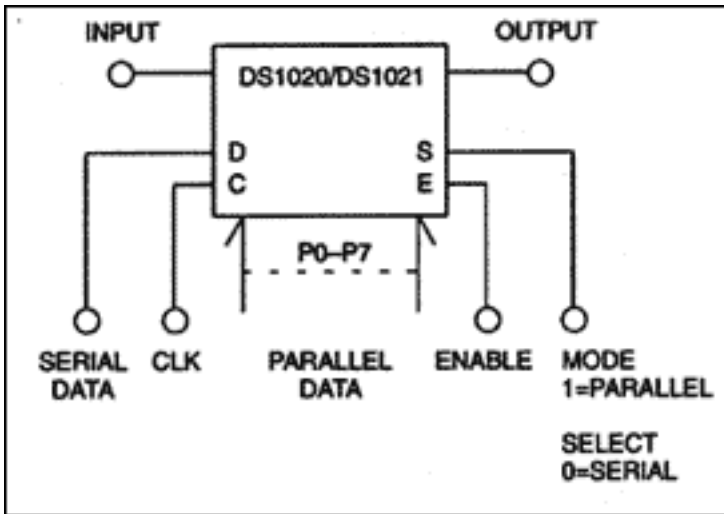 INPUT
OUTPUT
DS1020/DS1021
D
S
C
E
P0–P7
SERIAL DATA
CLK
PARALLEL DATA
ENABLE
MODE
1=PARALLEL
SELECT
0=SERIAL